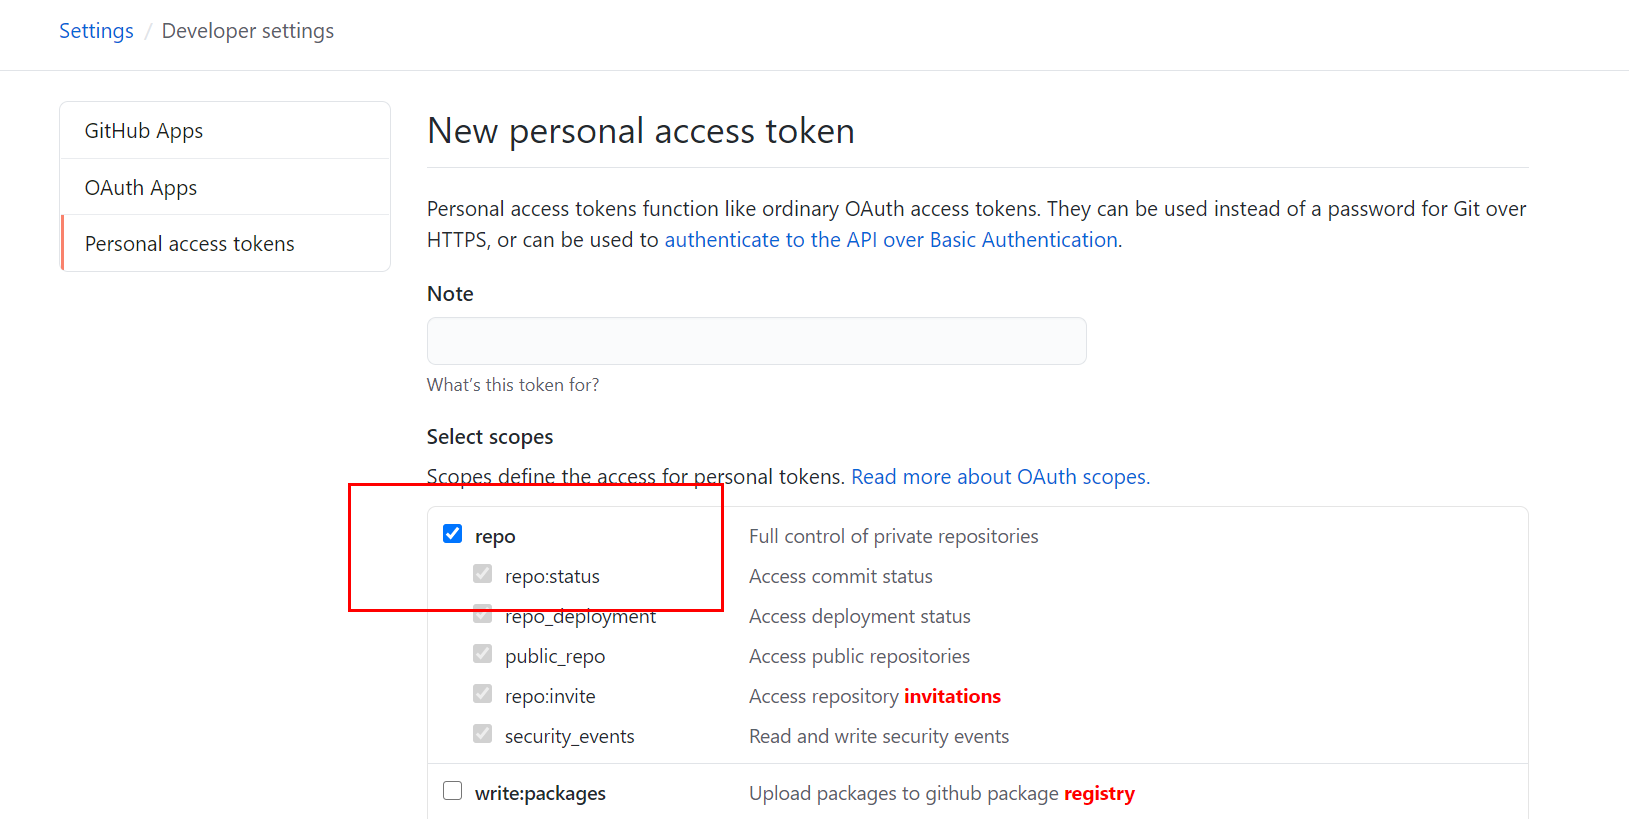 Settings / Developer settings
GitHub Apps
OAuth Apps
Personal access tokens
New personal access token
Personal access tokens function like ordinary OAuth access tokens. They can be used instead of a password for Git over
HTTPS, or can be used to authenticate to the API over Basic Authentication.
Note
What's this token for?
Select scopes
Scopes define the access for personal tokens. Read more about OAuth scopes.
repo Full control of private repositories
repo:status Access commit status
repo_deployment Access deployment status
public_repo Access public repositories
repo:invite Access repository invitations
security_events Read and write security events
write:packages Upload packages to github package registry